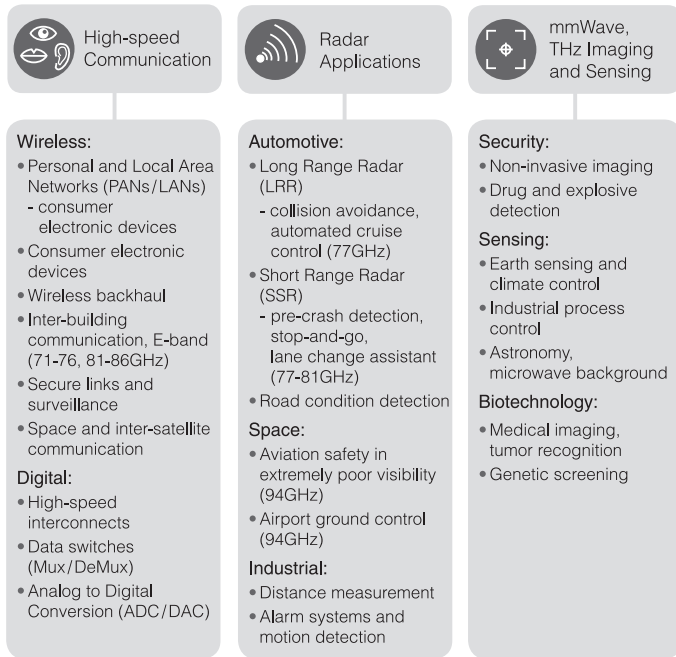 High-speed
Communication
Wireless:
• Personal and Local Area
Networks (PANs/LANs)
- consumer
electronic devices
• Consumer electronic
devices
• Wireless backhaul
• Inter-building
communication, E-band
(71-76, 81-86GHz)
• Secure links and
surveillance
• Space and inter-satellite
communication
Digital:
• High-speed
interconnects
• Data switches
(Mux/DeMux)
• Analog to Digital
Conversion (ADC/DAC)
Radar
Applications
Automotive:
• Long Range Radar
(LRR)
- collision avoidance,
automated cruise
control (77GHz)
• Short Range Radar
(SSR)
- pre-crash detection,
stop-and-go,
lane change assistant
(77-81GHz)
• Road condition detection
Space:
• Aviation safety in
extremely poor visibility
(94GHz)
• Airport ground control
(94GHz)
Industrial:
• Distance measurement
• Alarm systems and
motion detection
mmWave,
THz Imaging
and Sensing
Security:
• Non-invasive imaging
• Drug and explosive
detection
Sensing:
• Earth sensing and
climate control
• Industrial process
control
• Astronomy,
microwave background
Biotechnology:
• Medical imaging,
tumor recognition
• Genetic screening